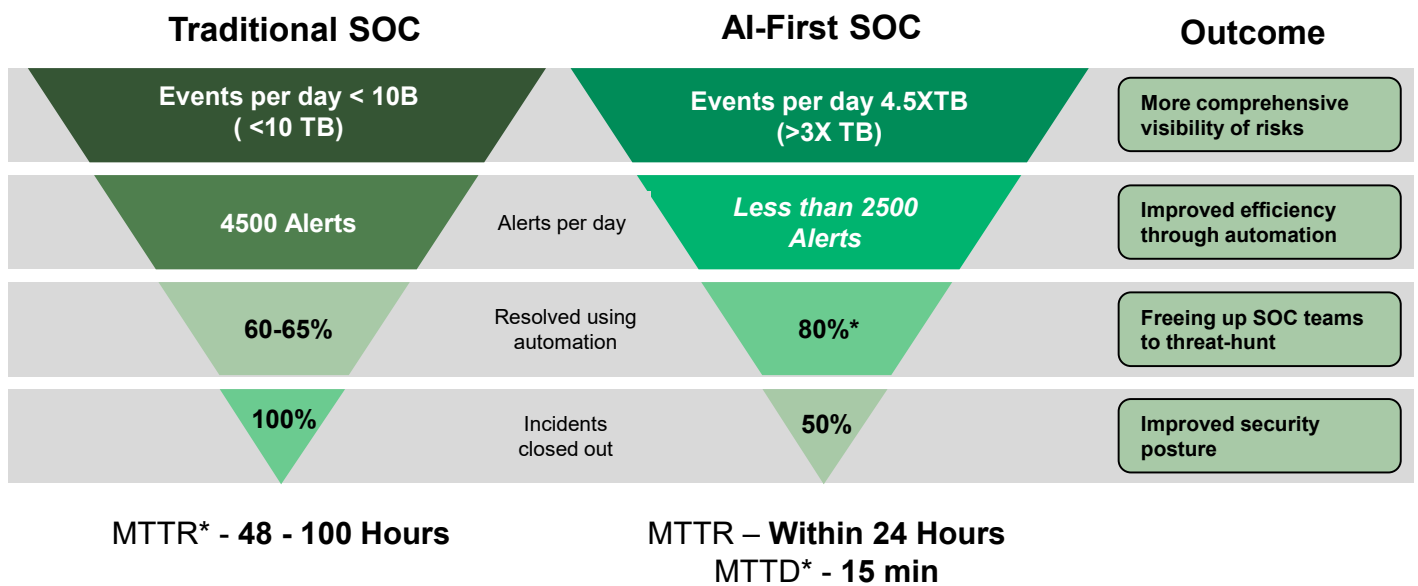 Traditional SOC
AI-First SOC
Outcome
Events per day < 10B
( <10 TB)
Events per day 4.5XTB
(>3X TB)
More comprehensive
visibility of risks
4500 Alerts
Alerts per day
Less than 2500
Alerts
Improved efficiency
through automation
60-65%
Resolved using
automation
80%*
Freeing up SOC teams
to threat-hunt
100%
Incidents
closed out
50%
Improved security
posture
MTTR* - 48 - 100 Hours
MTTR – Within 24 Hours
MTTD* - 15 min